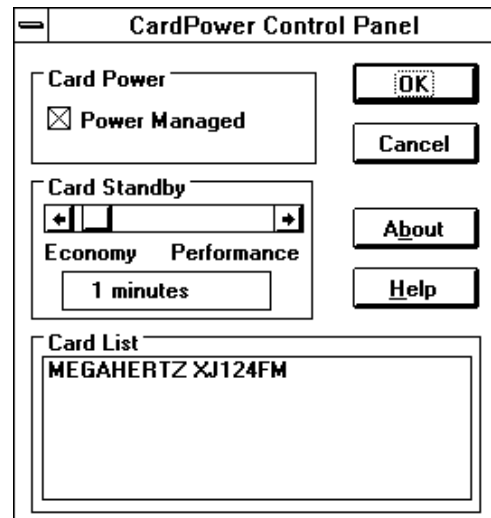 CardPower Control Panel
Card Power
Power Managed
OK
Cancel
Card Standby
Economy Performance
1 minutes
About
Help
Card List
MEGAHERTZ XJ124FM